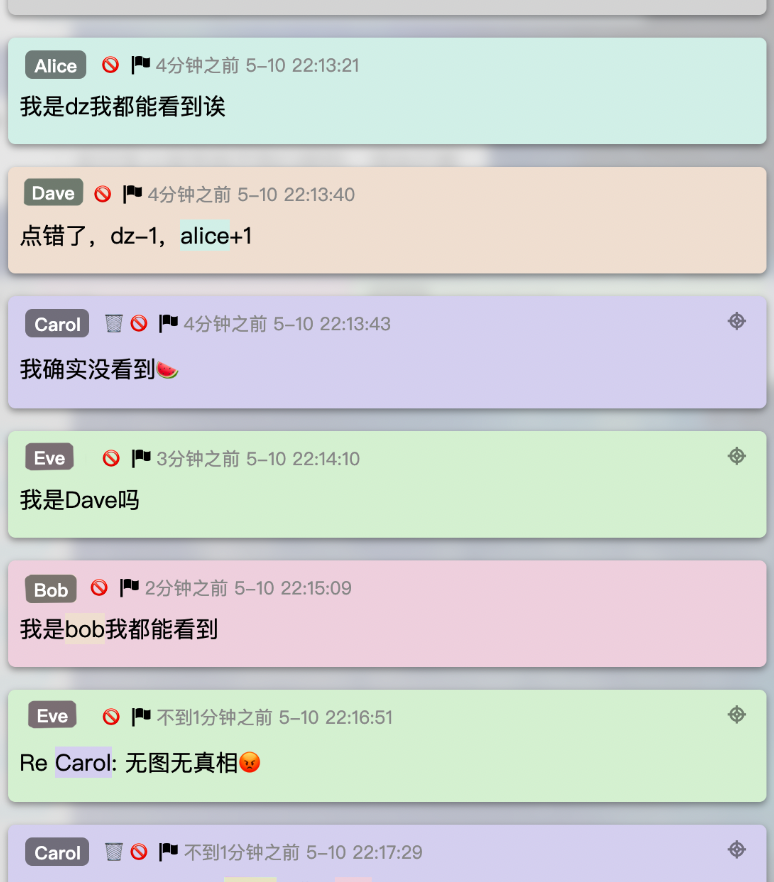 Alice 4分钟之前 5-10 22:13:21
我是dz我都能看到诶
Dave 4分钟之前 5-10 22:13:40
点错了，dz-1，alice+1
Carol 4分钟之前 5-10 22:13:43
我确实没看到🍉
Eve 3分钟之前 5-10 22:14:10
我是Dave吗
Bob 2分钟之前 5-10 22:15:09
我是bob我都能看到
Eve 不到1分钟之前 5-10 22:16:51
Re Carol: 无图无真相😡
Carol 不到1分钟之前 5-10 22:17:29